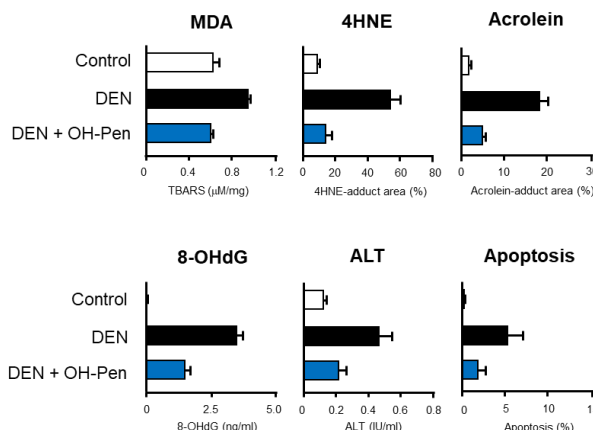 MDA 4HNE Acrolein
Control
DEN
DEN + OH-Pen
0 0.4 0.8 1.2 0 20 40 60 80 0 10 20 30
TBARS (μM/mg) 4HNE-adduct area (%) Acrolein-adduct area (%)
8-OHdG ALT Apoptosis
Control
DEN
DEN + OH-Pen
0 2.5 5.0 0 0.2 0.4 0.6 0.8 0 5 10
8-OHdG (ng/ml) ALT (IU/ml) Apoptosis (%)